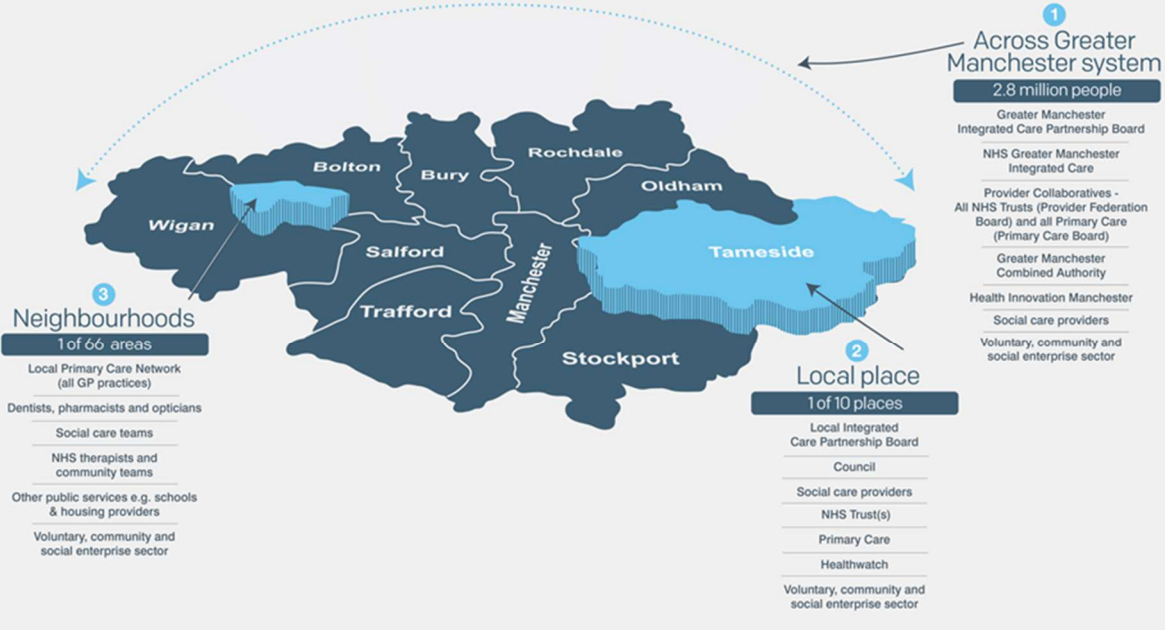 1
Across Greater
Manchester system
2.8 million people
Greater Manchester
Integrated Care Partnership Board
NHS Greater Manchester
Integrated Care
Provider Collaboratives -
All NHS Trusts (Provider Federation
Board) and all Primary Care
(Primary Care Board)
Greater Manchester
Combined Authority
Health Innovation Manchester
Social care providers
Voluntary, community and
social enterprise sector
Wigan
Bolton
Bury
Rochdale
Oldham
Salford
Manchester
Tameside
Trafford
Stockport
2
Local place
1 of 10 places
Local Integrated
Care Partnership Board
Council
Social care providers
NHS Trust(s)
Primary Care
Healthwatch
Voluntary, community and
social enterprise sector
3
Neighbourhoods
1 of 66 areas
Local Primary Care Network
(all GP practices)
Dentists, pharmacists and opticians
Social care teams
NHS therapists and
community teams
Other public services e.g. schools
& housing providers
Voluntary, community and
social enterprise sector